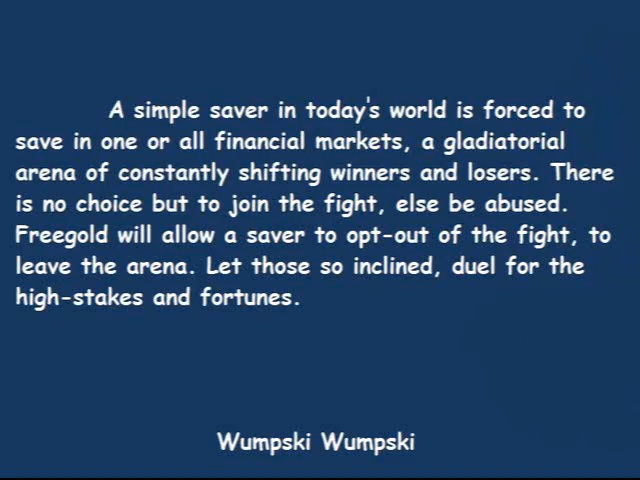 A simple saver in today's world is forced to
save in one or all financial markets, a gladiatorial
arena of constantly shifting winners and losers. There
is no choice but to join the fight, else be abused.
Freegold will allow a saver to opt-out of the fight, to
leave the arena. Let those so inclined, duel for the
high-stakes and fortunes.
Wumpski Wumpski